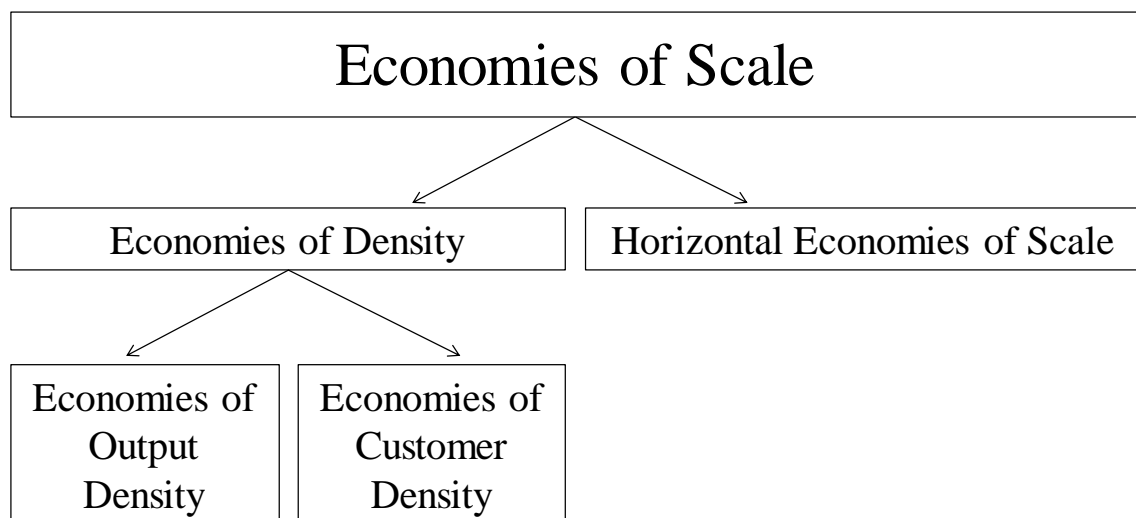 Economies of Scale
Economies of Density
Horizontal Economies of Scale
Economies of
Output
Density
Economies of
Customer
Density